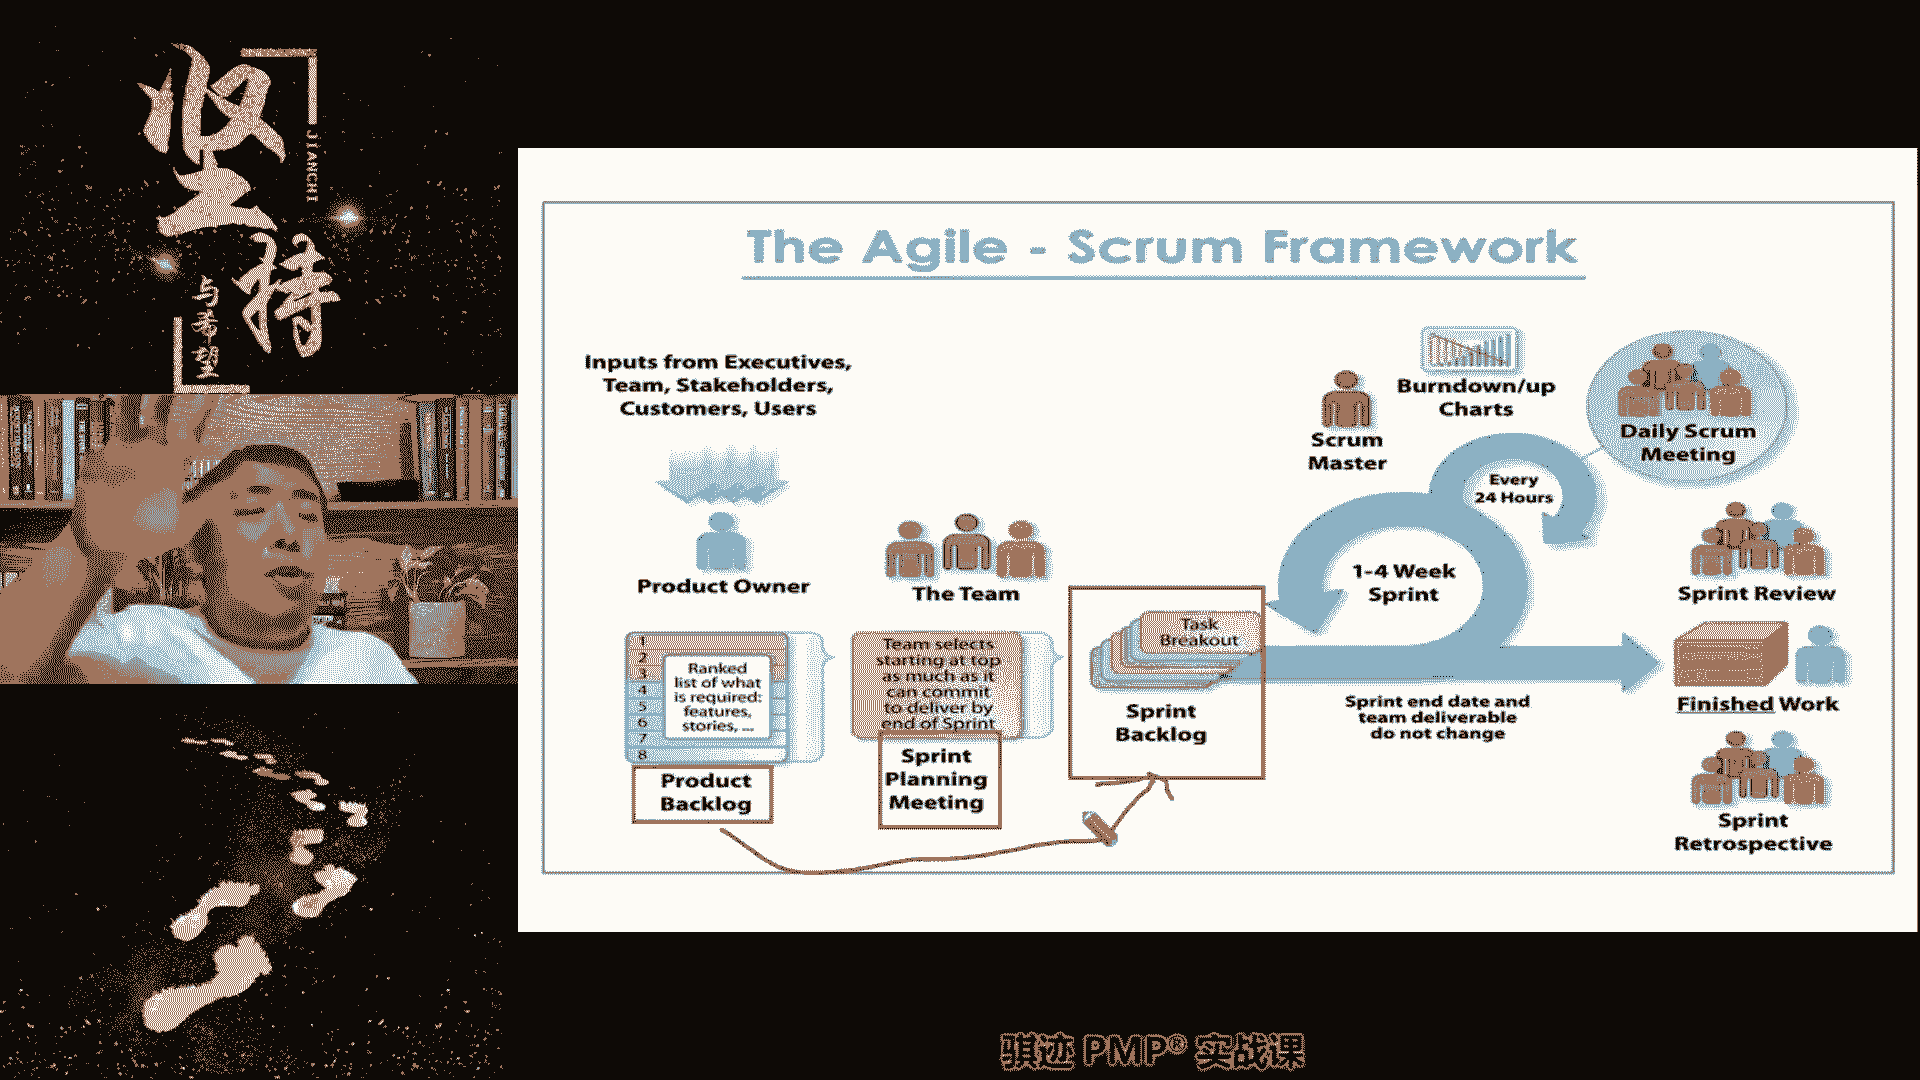 坚持
JIANCHI
与希望
The Agile - Scrum Framework
Inputs from Executives,
Team, Stakeholders,
Customers, Users
Product Owner
The Team
1
2
3
4
5
6
7
8
Ranked
list of what
is required:
features,
stories, ...
Product
Backlog
Team selects
starting at top
as much as it
can commit
to deliver by
end of Sprint
Sprint
Planning
Meeting
Task
Breakout
Sprint
Backlog
Scrum
Master
Burndown/up
Charts
Every
24 Hours
1-4 Week
Sprint
Daily Scrum
Meeting
Sprint end date and
team deliverable
do not change
Sprint Review
Finished Work
Sprint
Retrospective
骐迹 PMP® 实战课